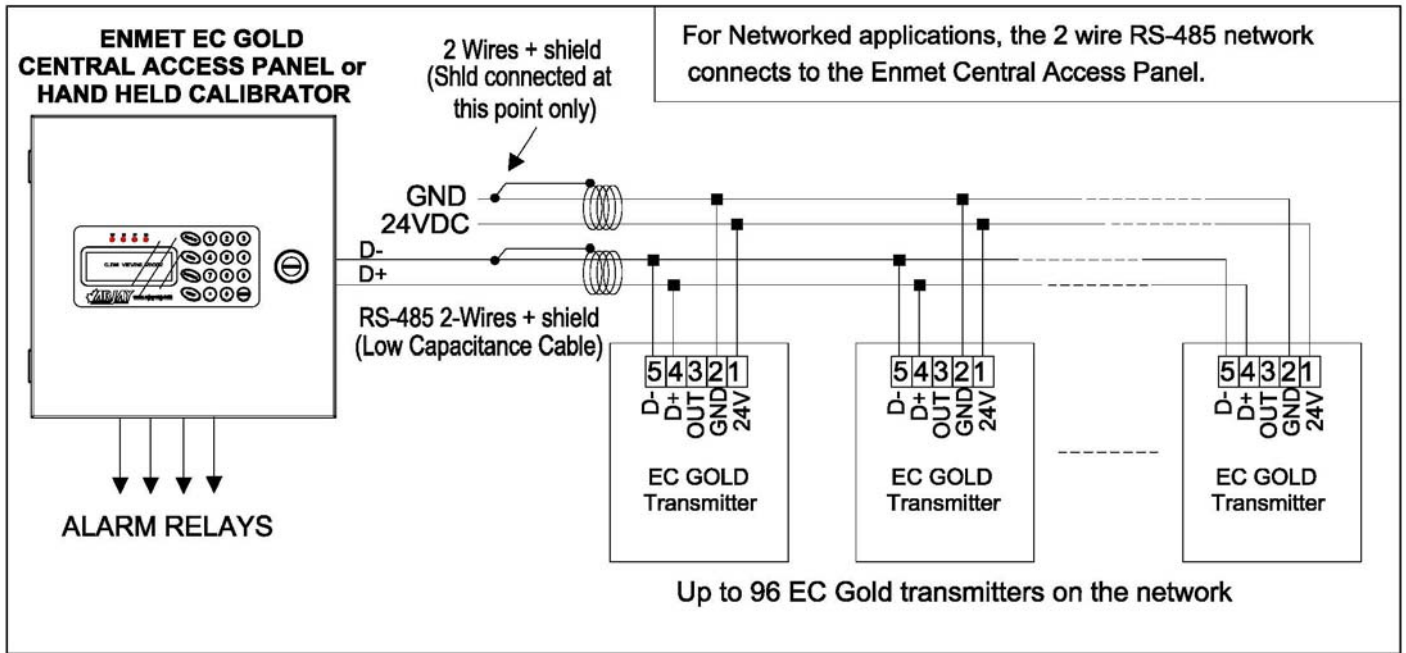 ENMET EC GOLD
CENTRAL ACCESS PANEL or
HAND HELD CALIBRATOR
2 Wires + shield
(Shld connected at
this point only)
For Networked applications, the 2 wire RS-485 network
connects to the Enmet Central Access Panel.
GND
24VDC
D-
D+
RS-485 2-Wires + shield
(Low Capacitance Cable)
5 4 3 2 1
D- D+ OUT GND 24V
EC GOLD
Transmitter
5 4 3 2 1
D- D+ OUT GND 24V
EC GOLD
Transmitter
5 4 3 2 1
D- D+ OUT GND 24V
EC GOLD
Transmitter
ALARM RELAYS
Up to 96 EC Gold transmitters on the network